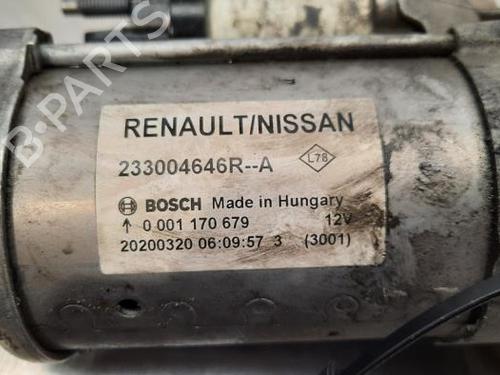 B-PARTS
RENAULT/NISSAN
233004646R--A
L78
BOSCH Made in Hungary
0 001 170 679 12V
20200320 06:09:57 3 (3001)